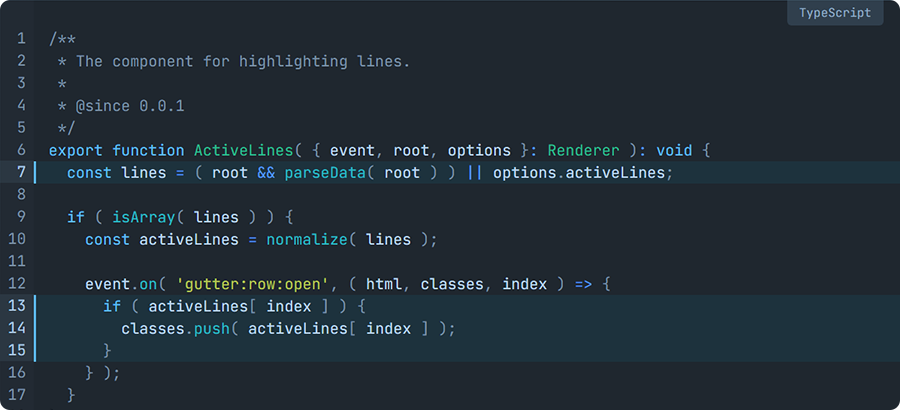 TypeScript
1 /**
2  * The component for highlighting lines.
3  *
4  * @since 0.0.1
5  */
6 export function ActiveLines( { event, root, options }: Renderer ): void {
7   const lines = ( root && parseData( root ) ) || options.activeLines;
8
9   if ( isArray( lines ) ) {
10     const activeLines = normalize( lines );
11
12     event.on( 'gutter:row:open', ( html, classes, index ) => {
13       if ( activeLines[ index ] ) {
14         classes.push( activeLines[ index ] );
15       }
16     } );
17   }